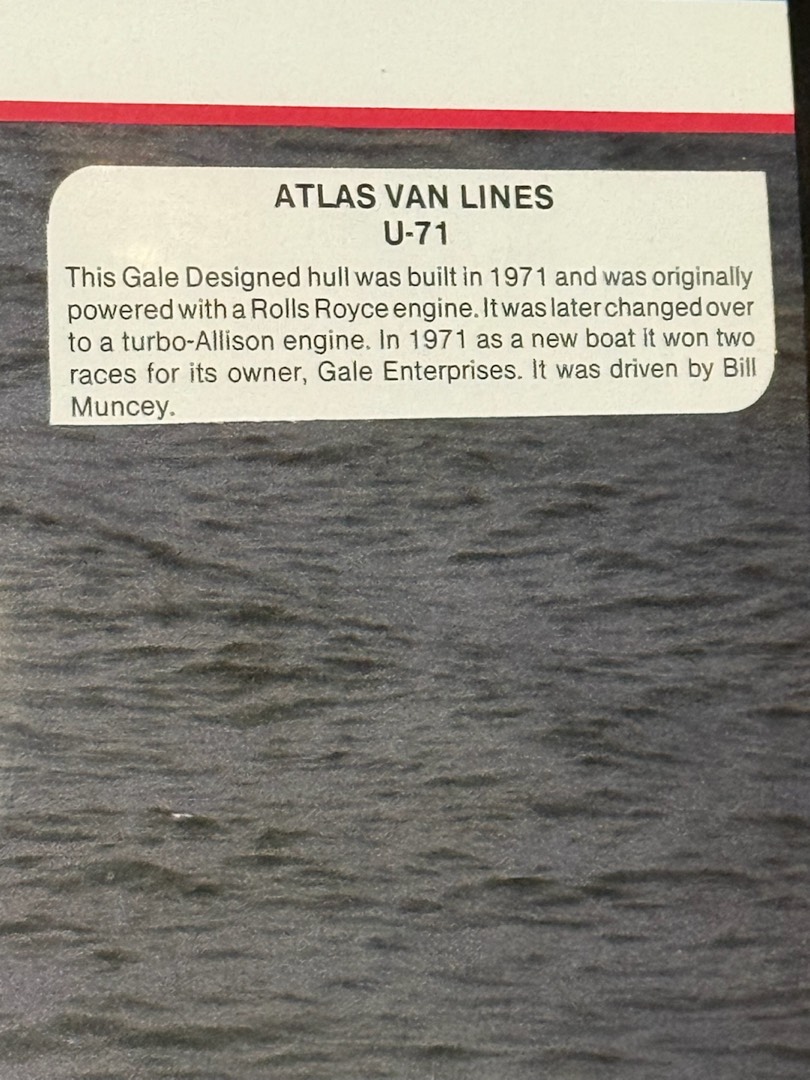 ATLAS VAN LINES
U-71
This Gale Designed hull was built in 1971 and was originally
powered with a Rolls Royce engine. It was later changed over
to a turbo-Allison engine. In 1971 as a new boat it won two
races for its owner, Gale Enterprises. It was driven by Bill
Muncey.